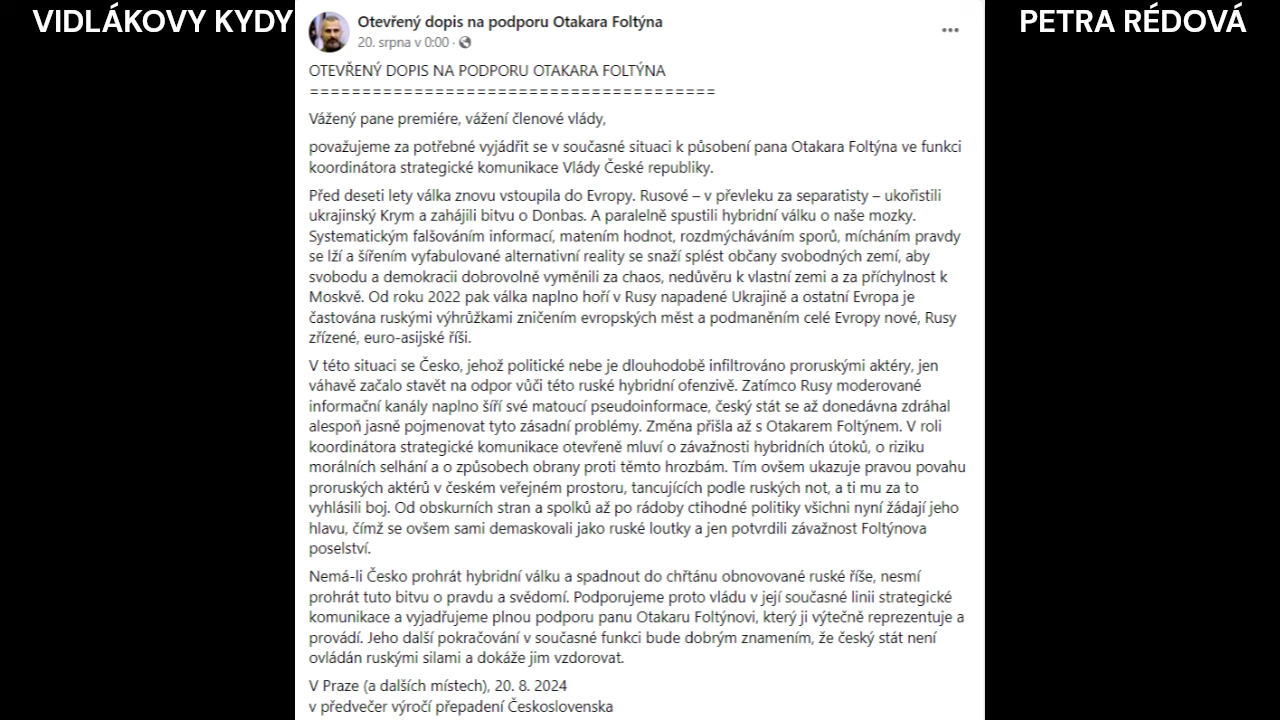 VIDLÁKOVY KYDY
PETRA RÉDOVÁ
Otevřený dopis na podporu Otakara Foltýna
20. srpna v 0:00 ·
OTEVŘENÝ DOPIS NA PODPORU OTAKARA FOLTÝNA
=======================================
Vážený pane premiére, vážení členové vlády,
považujeme za potřebné vyjádřit se v současné situaci k působení pana Otakara Foltýna ve funkci
koordinátora strategické komunikace Vlády České republiky.
Před deseti lety válka znovu vstoupila do Evropy. Rusové – v převleku za separatisty – ukořistili
ukrajinský Krym a zahájili bitvu o Donbas. A paralelně spustili hybridní válku o naše mozky.
Systematickým falšováním informací, matením hodnot, rozdmýcháváním sporů, mícháním pravdy
se lží a šířením vyfabulované alternativní reality se snaží splést občany svobodných zemí, aby
svobodu a demokracii dobrovolně vyměnili za chaos, nedůvěru k vlastní zemi a za příchylnost k
Moskvě. Od roku 2022 pak válka naplno hoří v Rusy napadené Ukrajině a ostatní Evropa je
častována ruskými výhrůžkami zničením evropských měst a podmaněním celé Evropy nové, Rusy
zřízené, euro-asijské říši.
V této situaci se Česko, jehož politické nebe je dlouhodobě infiltrováno proruskými aktéry, jen
váhavě začalo stavět na odpor vůči této ruské hybridní ofenzivě. Zatímco Rusy moderované
informační kanály naplno šíří své matoucí pseudoinformace, český stát se až donedávna zdráhal
alespoň jasně pojmenovat tyto zásadní problémy. Změna přišla až s Otakarem Foltýnem. V roli
koordinátora strategické komunikace otevřeně mluví o závažnosti hybridních útoků, o riziku
morálních selhání a o způsobech obrany proti těmto hrozbám. Tím ovšem ukazuje pravou povahu
proruských aktérů v českém veřejném prostoru, tancujících podle ruských not, a ti mu za to
vyhlásili boj. Od obskurních stran a spolků až po rádoby ctihodné politiky všichni nyní žádají jeho
hlavu, čímž se ovšem sami demaskovali jako ruské loutky a jen potvrdili závažnost Foltýnova
poselství.
Nemá-li Česko prohrát hybridní válku a spadnout do chřtánu obnovované ruské říše, nesmí
prohrát tuto bitvu o pravdu a svědomí. Podporujeme proto vládu v její současné linii strategické
komunikace a vyjadřujeme plnou podporu panu Otakaru Foltýnovi, který ji výtečně reprezentuje a
provádí. Jeho další pokračování v současné funkci bude dobrým znamením, že český stát není
ovládán ruskými silami a dokáže jim vzdorovat.
V Praze (a dalších místech), 20. 8. 2024
v předvečer výročí přepadení Československa